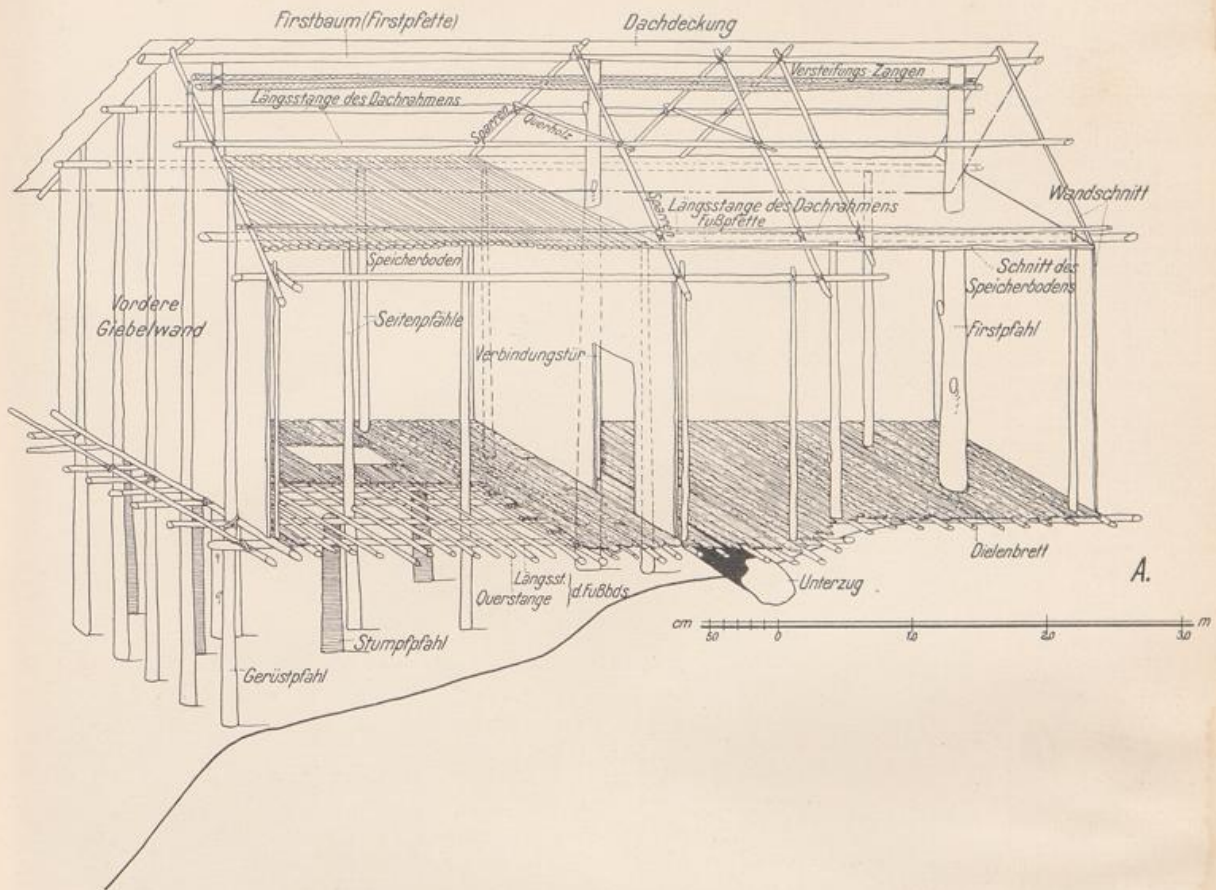 Firstbaum (Firstpfette)
Dachdeckung
Versteifungs-Zangen
Längsstange des Dachrahmens
Sparren
Querholz
Wandschnitt
Sparren
Längsstange des Dachrahmens
Fußpfette
Speicherboden
Schnitt des
Speicherbodens
Vordere
Giebelwand
Seitenpfähle
Firstpfahl
Verbindungstür
Dielenbrett
A.
Längsst.
Querstange } d. Fußbds.
Unterzug
cm 50 0 1,0 2,0 3,0 m
Stumpfpfahl
Gerüstpfahl